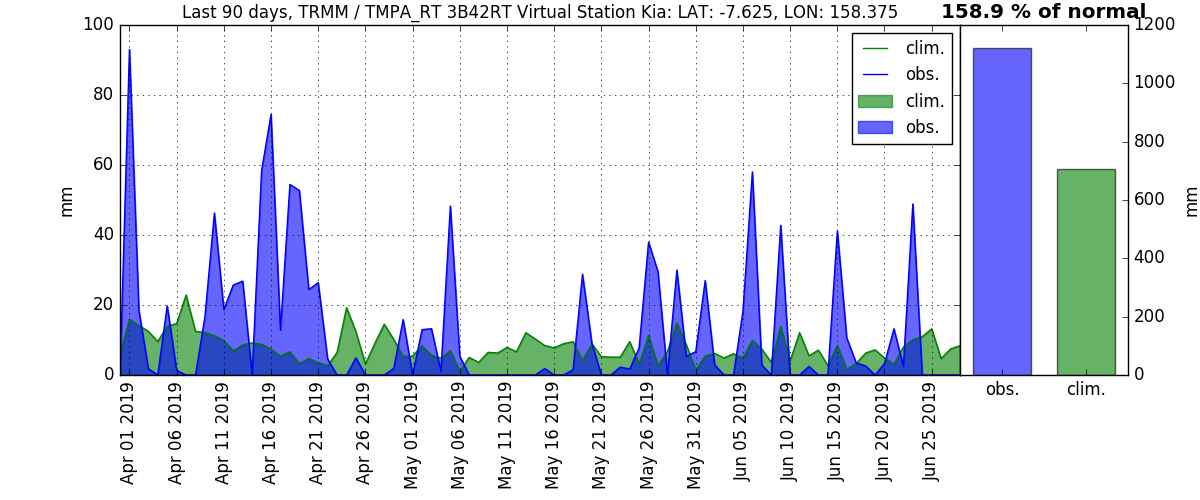 Last 90 days, TRMM / TMPA_RT 3B42RT Virtual Station Kia: LAT: -7.625, LON: 158.375
158.9 % of normal
100
80
60
40
20
0
mm
clim.
obs.
clim.
obs.
1200
1000
800
600
400
200
0
mm
Apr 01 2019
Apr 06 2019
Apr 11 2019
Apr 16 2019
Apr 21 2019
Apr 26 2019
May 01 2019
May 06 2019
May 11 2019
May 16 2019
May 21 2019
May 26 2019
May 31 2019
Jun 05 2019
Jun 10 2019
Jun 15 2019
Jun 20 2019
Jun 25 2019
obs.
clim.